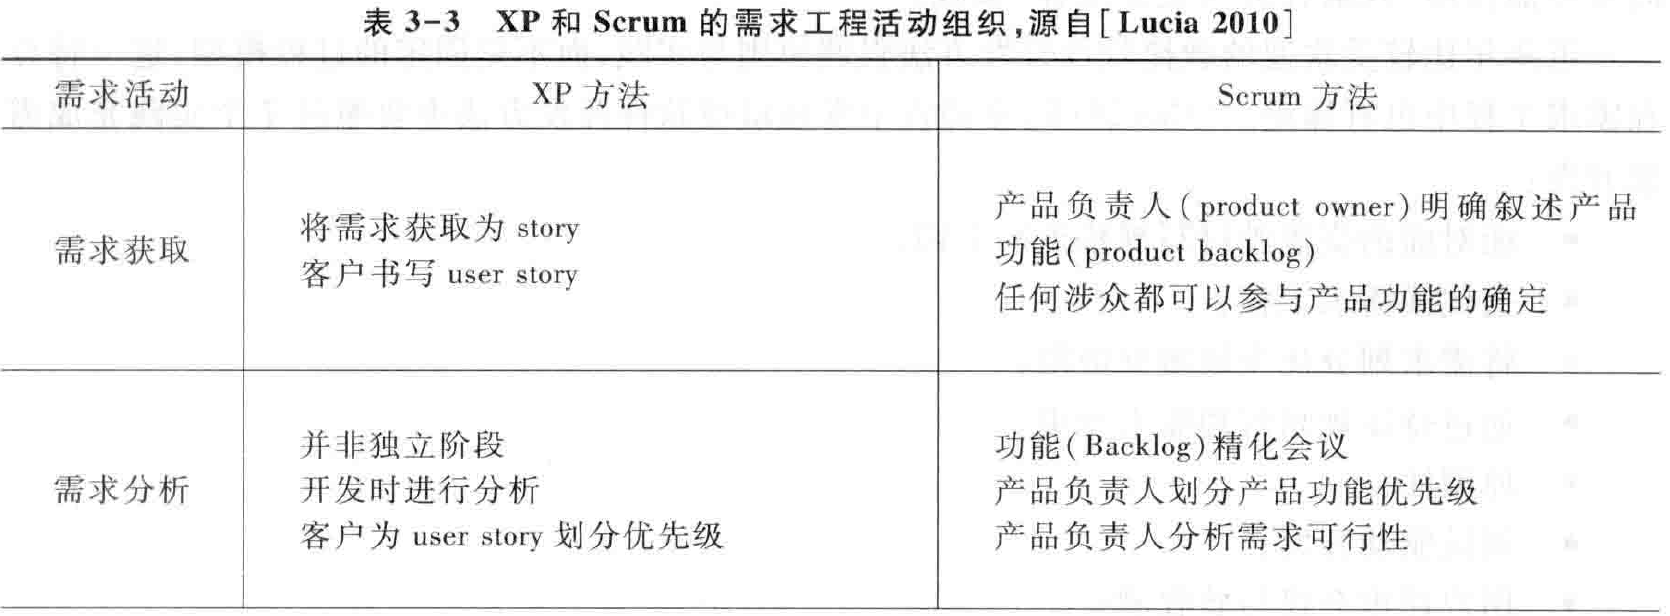 表 3-3 XP 和 Scrum 的需求工程活动组织,源自[Lucia 2010]
需求活动 XP 方法 Scrum 方法
需求获取
将需求获取为 story
客户书写 user story
产品负责人(product owner)明确叙述产品
功能(product backlog)
任何涉众都可以参与产品功能的确定
需求分析
并非独立阶段
开发时进行分析
客户为 user story 划分优先级
功能(Backlog)精化会议
产品负责人划分产品功能优先级
产品负责人分析需求可行性